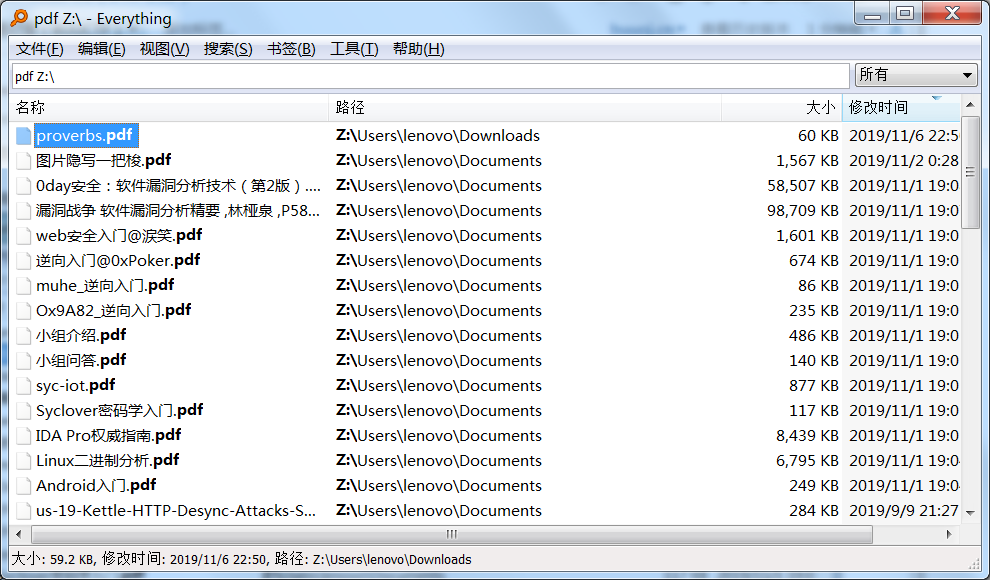 pdf Z:\ - Everything
文件(F) 编辑(E) 视图(V) 搜索(S) 书签(B) 工具(T) 帮助(H)
pdf Z:\ 所有
名称 路径 大小 修改时间
proverbs.pdf Z:\Users\lenovo\Downloads 60 KB 2019/11/6 22:5
图片隐写一把梭.pdf Z:\Users\lenovo\Documents 1,567 KB 2019/11/2 0:28
0day安全：软件漏洞分析技术（第2版）.... Z:\Users\lenovo\Documents 58,507 KB 2019/11/1 19:0
漏洞战争 软件漏洞分析精要 ,林桠泉 ,P58... Z:\Users\lenovo\Documents 98,709 KB 2019/11/1 19:0
web安全入门@淚笑.pdf Z:\Users\lenovo\Documents 1,601 KB 2019/11/1 19:0
逆向入门@0xPoker.pdf Z:\Users\lenovo\Documents 674 KB 2019/11/1 19:0
muhe_逆向入门.pdf Z:\Users\lenovo\Documents 86 KB 2019/11/1 19:0
Ox9A82_逆向入门.pdf Z:\Users\lenovo\Documents 235 KB 2019/11/1 19:0
小组介绍.pdf Z:\Users\lenovo\Documents 486 KB 2019/11/1 19:0
小组问答.pdf Z:\Users\lenovo\Documents 140 KB 2019/11/1 19:0
syc-iot.pdf Z:\Users\lenovo\Documents 877 KB 2019/11/1 19:0
Syclover密码学入门.pdf Z:\Users\lenovo\Documents 117 KB 2019/11/1 19:0
IDA Pro权威指南.pdf Z:\Users\lenovo\Documents 8,439 KB 2019/11/1 19:0
Linux二进制分析.pdf Z:\Users\lenovo\Documents 6,795 KB 2019/11/1 19:0
Android入门.pdf Z:\Users\lenovo\Documents 249 KB 2019/11/1 19:0
us-19-Kettle-HTTP-Desync-Attacks-S... Z:\Users\lenovo\Documents 284 KB 2019/9/9 21:27
大小: 59.2 KB, 修改时间: 2019/11/6 22:50, 路径: Z:\Users\lenovo\Downloads